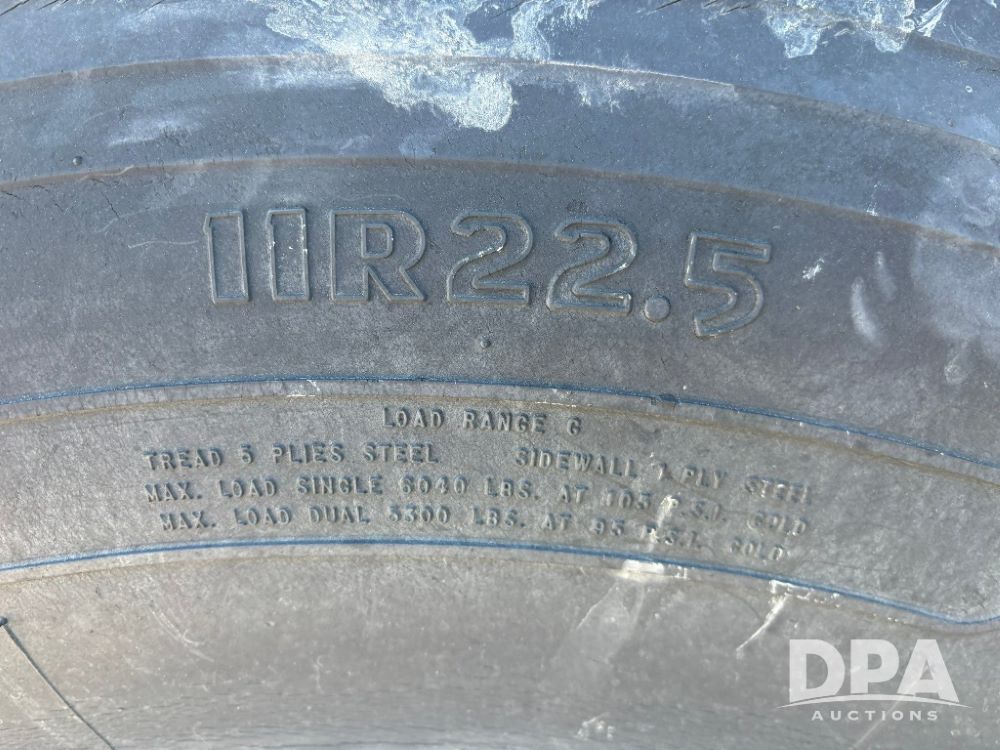 11R22.5
LOAD RANGE G
TREAD 5 PLIES STEEL SIDEWALL 1 PLY STEEL
MAX. LOAD SINGLE 6040 LBS. AT 105 P.S.I. COLD
MAX. LOAD DUAL 5300 LBS. AT 95 P.S.I. COLD
DPA
AUCTIONS